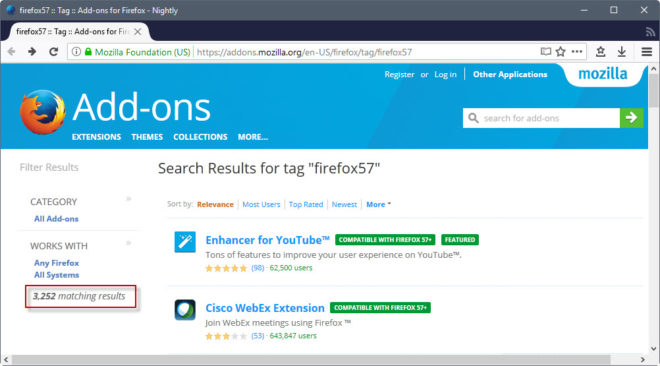 firefox57 :: Tag :: Add-ons for Firefox - Nightly
firefox57 :: Tag :: Add-ons for Fir
Mozilla Foundation (US)
https://addons.mozilla.org/en-US/firefox/tag/firefox57
Register or Log in
Other Applications
mozilla
Add-ons
EXTENSIONS THEMES COLLECTIONS MORE...
search for add-ons
Filter Results
CATEGORY »
All Add-ons
WORKS WITH »
Any Firefox
All Systems
3,252 matching results
Search Results for tag "firefox57"
Sort by: Relevance Most Users Top Rated Newest More
Enhancer for YouTube™ COMPATIBLE WITH FIREFOX 57+ FEATURED
Tons of features to improve your user experience on YouTube™.
(98) · 62,500 users
Cisco WebEx Extension COMPATIBLE WITH FIREFOX 57+
Join WebEx meetings using Firefox ™
(53) · 643,847 users